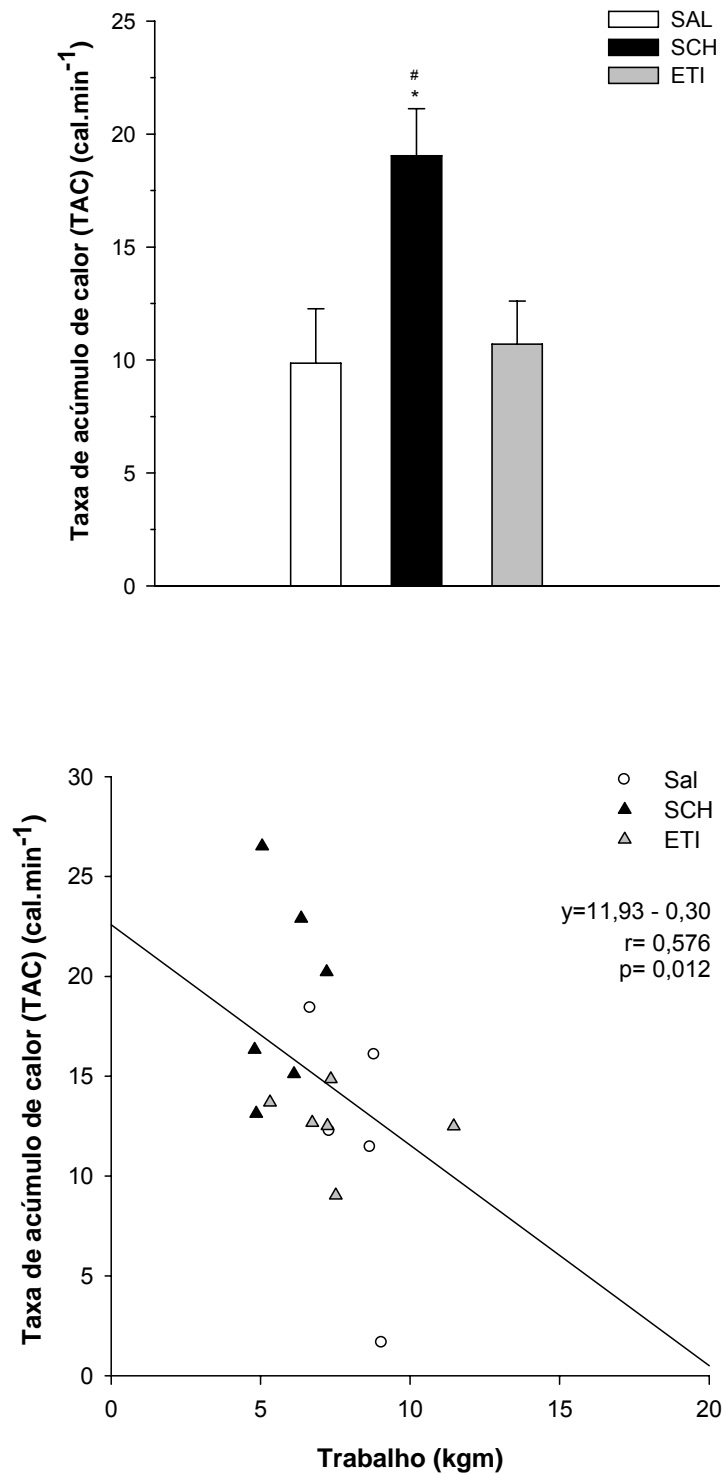 Taxa de acúmulo de calor (TAC) (cal.min-1)
25
20
15
10
5
0
#
*
SAL
SCH
ETI
Taxa de acúmulo de calor (TAC) (cal.min-1)
30
25
20
15
10
5
0
Sal
SCH
ETI
y=11,93 - 0,30
r= 0,576
p= 0,012
0 5 10 15 20
Trabalho (kgm)